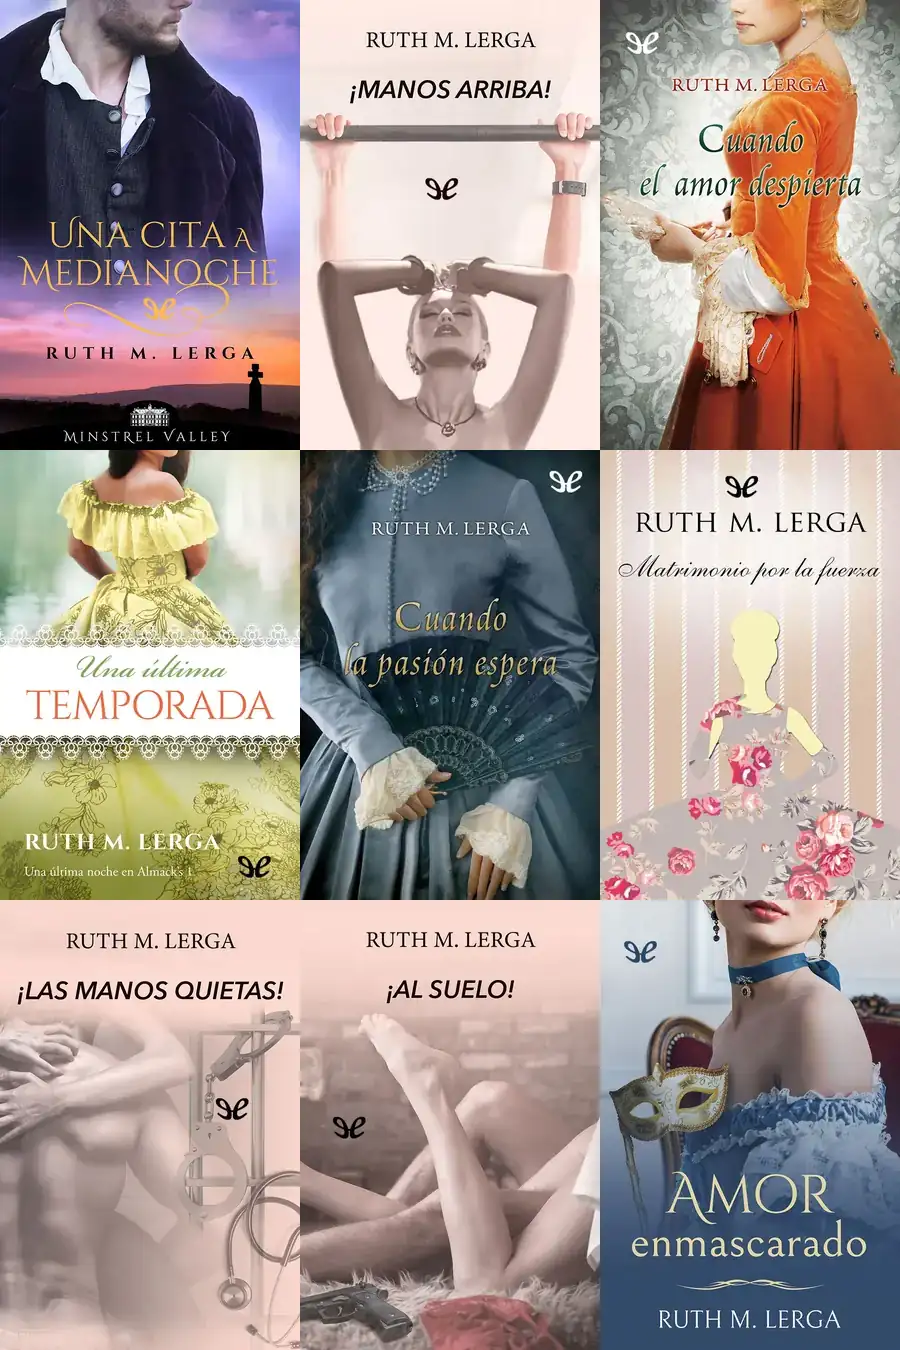 UNA CITA A
MEDIANOCHE
RUTH M. LERGA
MINSTREL VALLEY
RUTH M. LERGA
¡MANOS ARRIBA!
RUTH M. LERGA
Cuando
el amor despierta
Una última
TEMPORADA
RUTH M. LERGA
Una última noche en Almack's 1
RUTH M. LERGA
Cuando
la pasión espera
RUTH M. LERGA
Matrimonio por la fuerza
RUTH M. LERGA
¡LAS MANOS QUIETAS!
RUTH M. LERGA
¡AL SUELO!
AMOR
enmascarado
RUTH M. LERGA